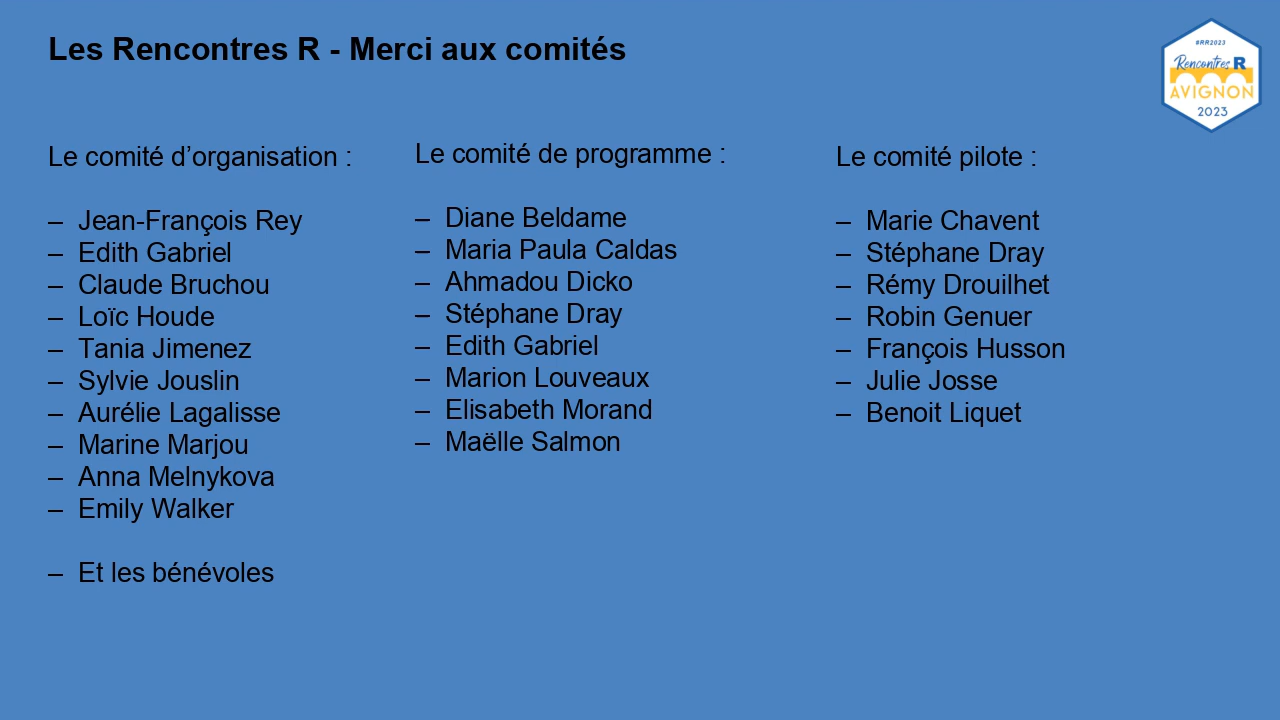 Les Rencontres R - Merci aux comités
#RR2023
Rencontres R
AVIGNON
2023
Le comité d’organisation :
– Jean-François Rey
– Edith Gabriel
– Claude Bruchou
– Loïc Houde
– Tania Jimenez
– Sylvie Jouslin
– Aurélie Lagalisse
– Marine Marjou
– Anna Melnykova
– Emily Walker
– Et les bénévoles
Le comité de programme :
– Diane Beldame
– Maria Paula Caldas
– Ahmadou Dicko
– Stéphane Dray
– Edith Gabriel
– Marion Louveaux
– Elisabeth Morand
– Maëlle Salmon
Le comité pilote :
– Marie Chavent
– Stéphane Dray
– Rémy Drouilhet
– Robin Genuer
– François Husson
– Julie Josse
– Benoit Liquet